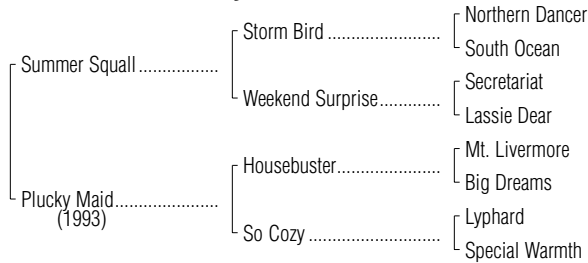 Northern Dancer
Storm Bird ......................
South Ocean
Summer Squall ................
Secretariat
Weekend Surprise ............
Lassie Dear
Mt. Livermore
Housebuster .....................
Big Dreams
Plucky Maid .....................
(1993)
Lyphard
So Cozy ..........................
Special Warmth